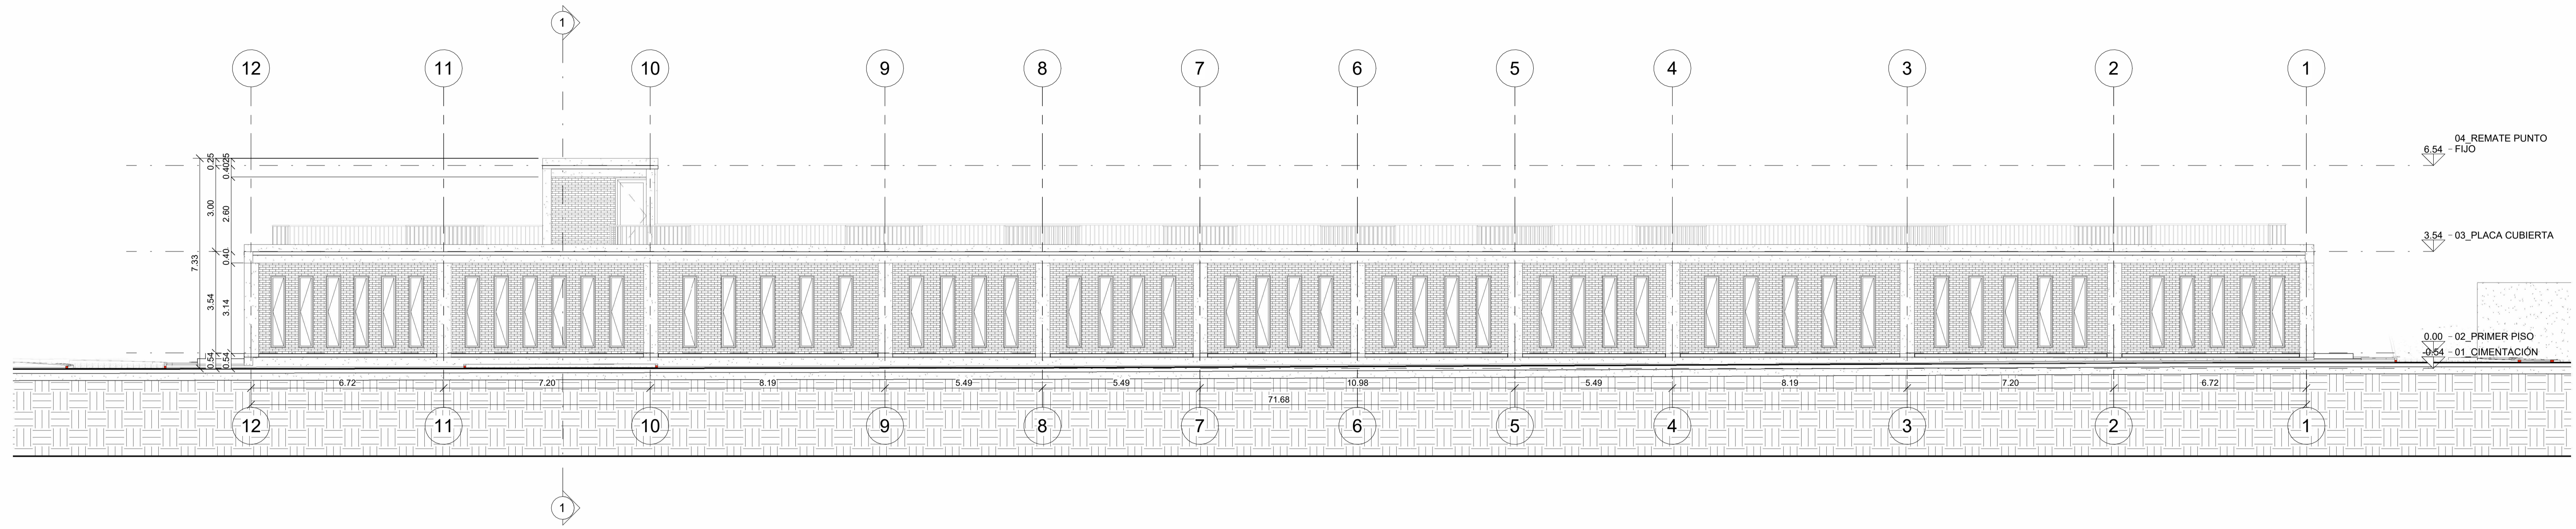 1
12 11 10 9 8 7 6 5 4 3 2 1
04_REMATE PUNTO
6.54 FIJO
0.25 0.25
0.40
3.00 2.60
3.54 03_PLACA CUBIERTA
7.33
0.40
3.54 3.14
0.00 02_PRIMER PISO
0.54 0.54
-0.54 01_CIMENTACIÓN
6.72 7.20 8.19 5.49 5.49 10.98 5.49 8.19 7.20 6.72
71.68
12 11 10 9 8 7 6 5 4 3 2 1
1